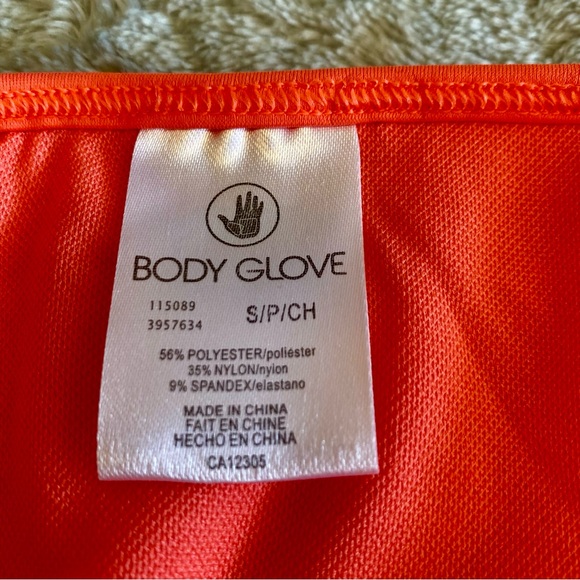 BODY GLOVE
115089
3957634
S/P/CH
56% POLYESTER/poliéster
35% NYLON/nylon
9% SPANDEX/elastano
MADE IN CHINA
FAIT EN CHINE
HECHO EN CHINA
CA12305